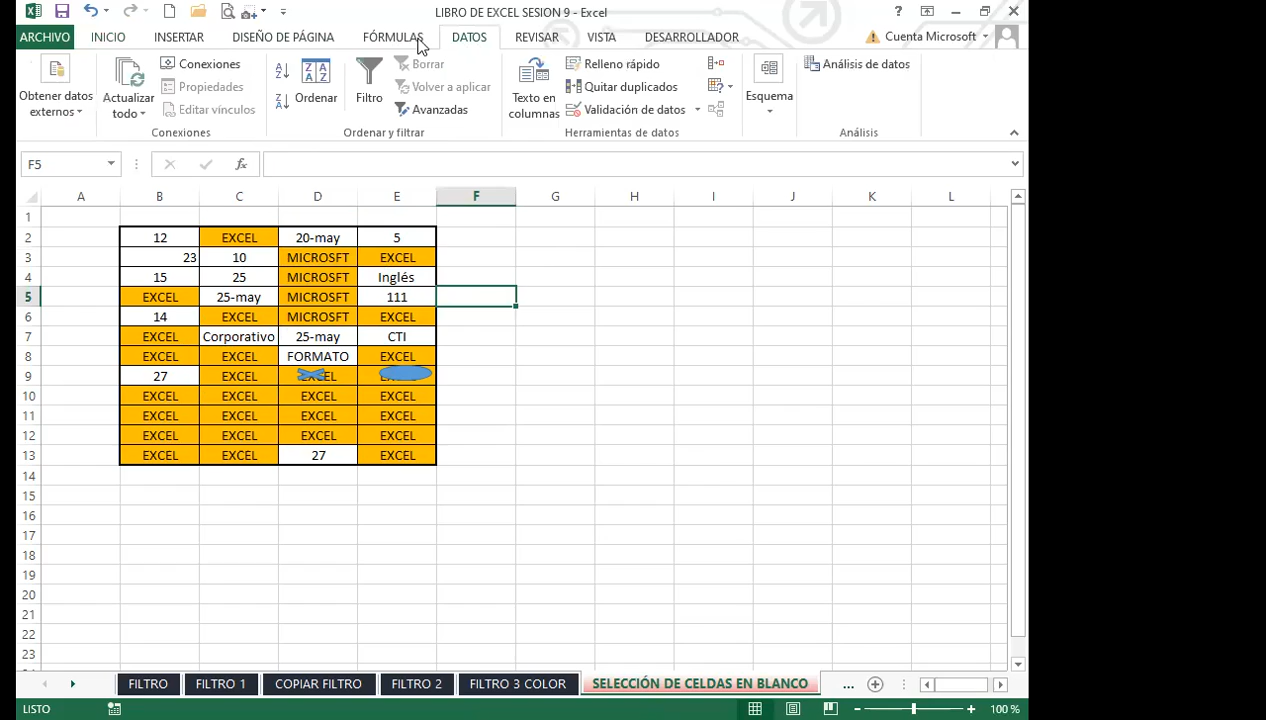 LIBRO DE EXCEL SESION 9 - Excel
?
ARCHIVO INICIO INSERTAR DISEÑO DE PÁGINA FÓRMULAS DATOS REVISAR VISTA DESARROLLADOR Cuenta Microsoft
Obtener datos externos
Actualizar todo
Conexiones
Propiedades
Editar vínculos
Conexiones
Ordenar
Filtro
Borrar
Volver a aplicar
Avanzadas
Ordenar y filtrar
Texto en columnas
Relleno rápido
Quitar duplicados
Validación de datos
Herramientas de datos
Esquema
Análisis de datos
Análisis
F5 fx
A B C D E F G H I J K L
1
2 12 EXCEL 20-may 5
3 23 10 MICROSFT EXCEL
4 15 25 MICROSFT Inglés
5 EXCEL 25-may MICROSFT 111
6 14 EXCEL MICROSFT EXCEL
7 EXCEL Corporativo 25-may CTI
8 EXCEL EXCEL FORMATO EXCEL
9 27 EXCEL EXCEL
10 EXCEL EXCEL EXCEL EXCEL
11 EXCEL EXCEL EXCEL EXCEL
12 EXCEL EXCEL EXCEL EXCEL
13 EXCEL EXCEL 27 EXCEL
14
15
16
17
18
19
20
21
22
23
FILTRO FILTRO 1 COPIAR FILTRO FILTRO 2 FILTRO 3 COLOR SELECCIÓN DE CELDAS EN BLANCO ...
LISTO 100 %